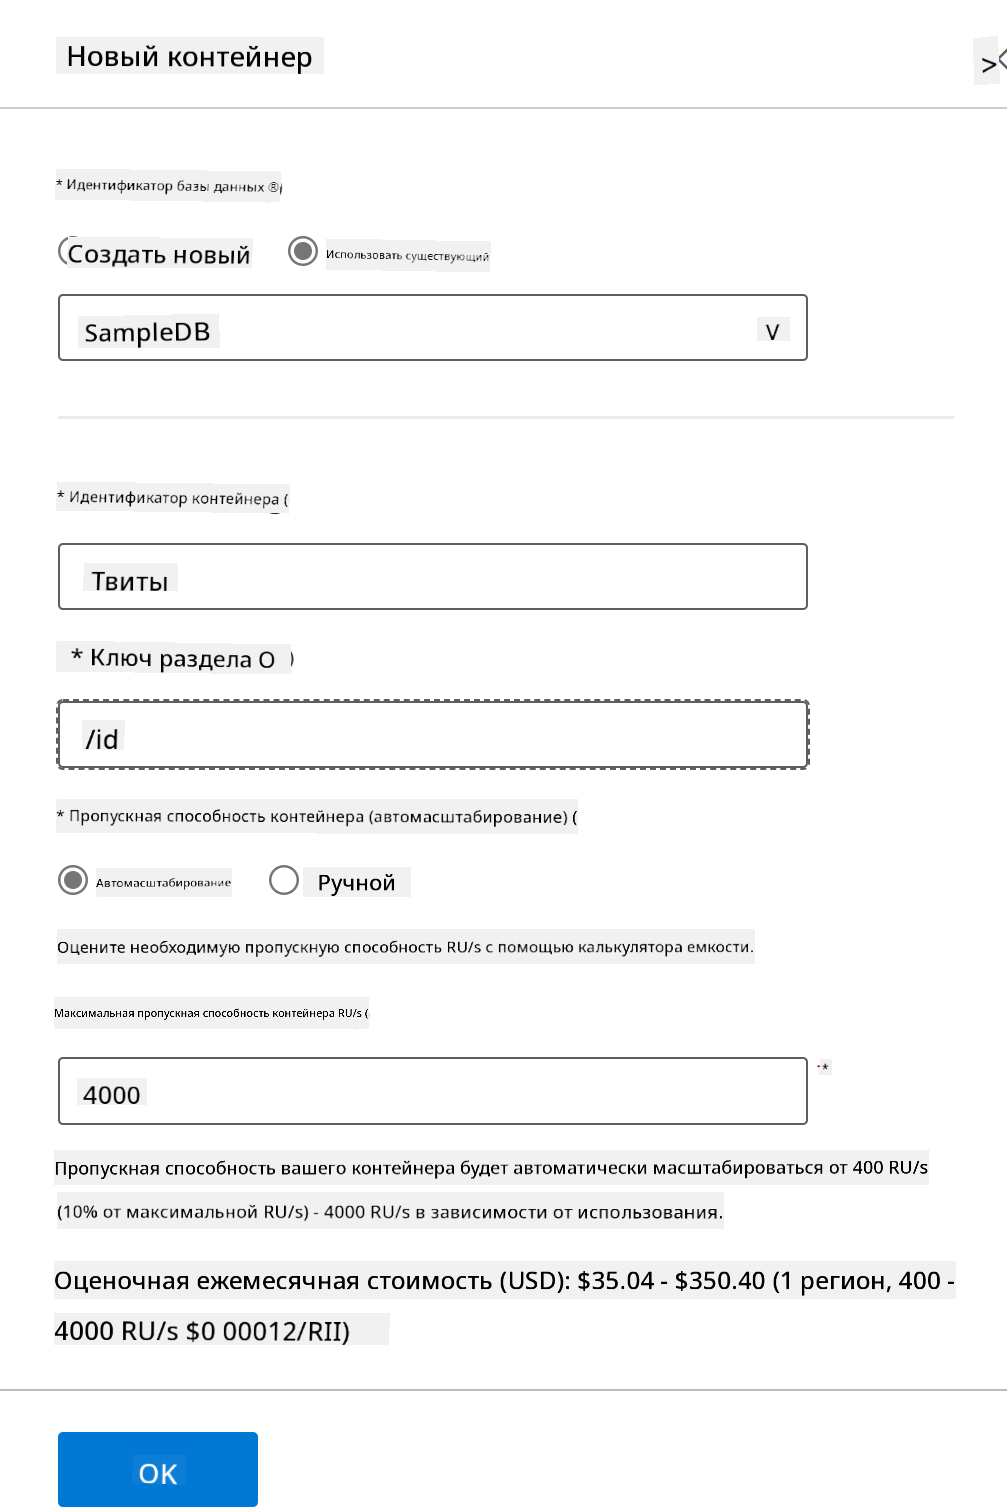 Новый контейнер
>
* Идентификатор базы данных ®
Создать новый
Использовать существующий
SampleDB
V
* Идентификатор контейнера (
Твиты
* Ключ раздела O
/id
* Пропускная способность контейнера (автомасштабирование) (
Автомасштабирование
Ручной
Оцените необходимую пропускную способность RU/s с помощью калькулятора емкости.
Максимальная пропускная способность контейнера RU/s (
4000
*
Пропускная способность вашего контейнера будет автоматически масштабироваться от 400 RU/s
(10% от максимальной RU/s) - 4000 RU/s в зависимости от использования.
Оценочная ежемесячная стоимость (USD): $35.04 - $350.40 (1 регион, 400 -
4000 RU/s $0 00012/RII)
OK